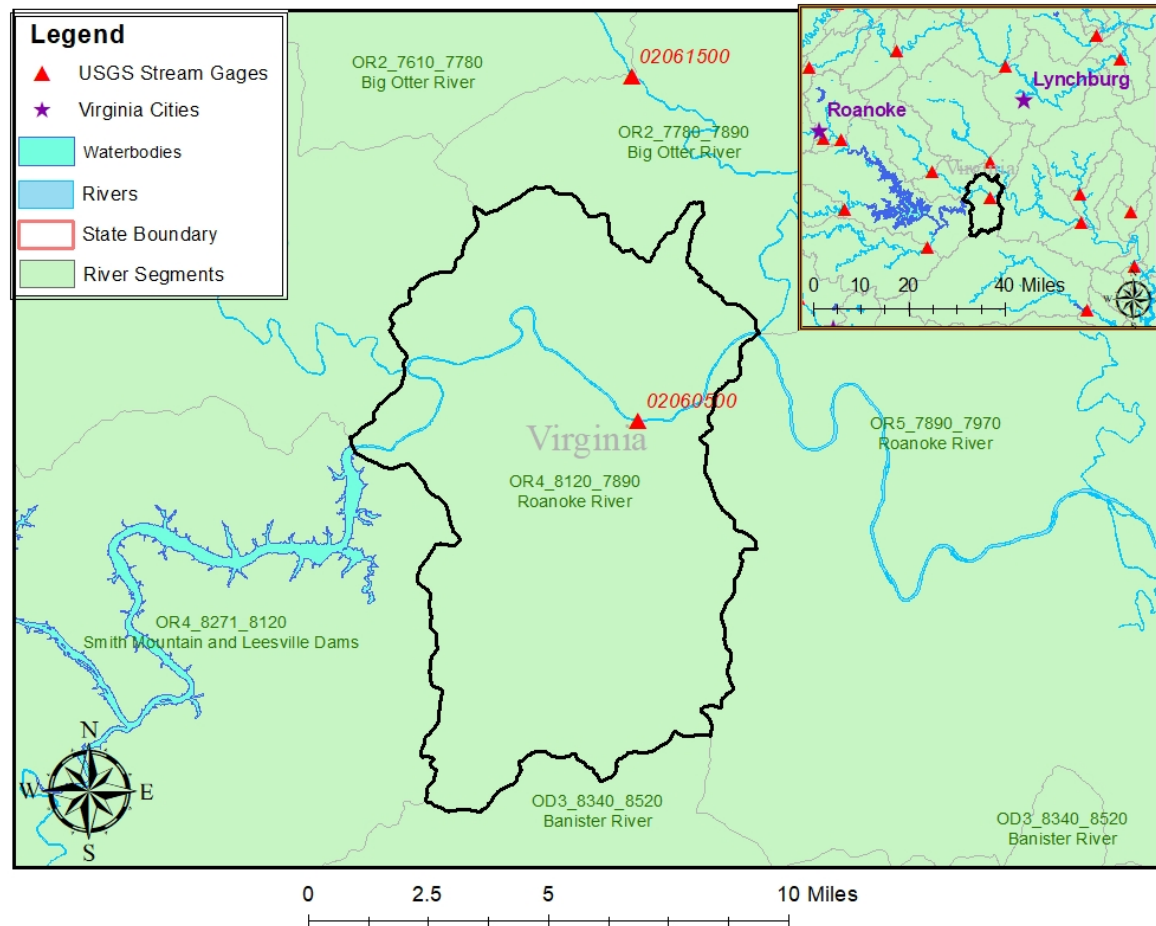 Legend
USGS Stream Gages
Virginia Cities
Waterbodies
Rivers
State Boundary
River Segments
OR2_7610_7780
Big Otter River
02061500
OR2_7780_7890
Big Otter River
Lynchburg
Roanoke
Virginia
0 10 20 40 Miles
02060500
Virginia
OR4_8120_7890
Roanoke River
OR5_7890_7970
Roanoke River
OR4_8271_8120
Smith Mountain and Leesville Dams
N
W E
S
OD3_8340_8520
Banister River
OD3_8340_8520
Banister River
0 2.5 5 10 Miles